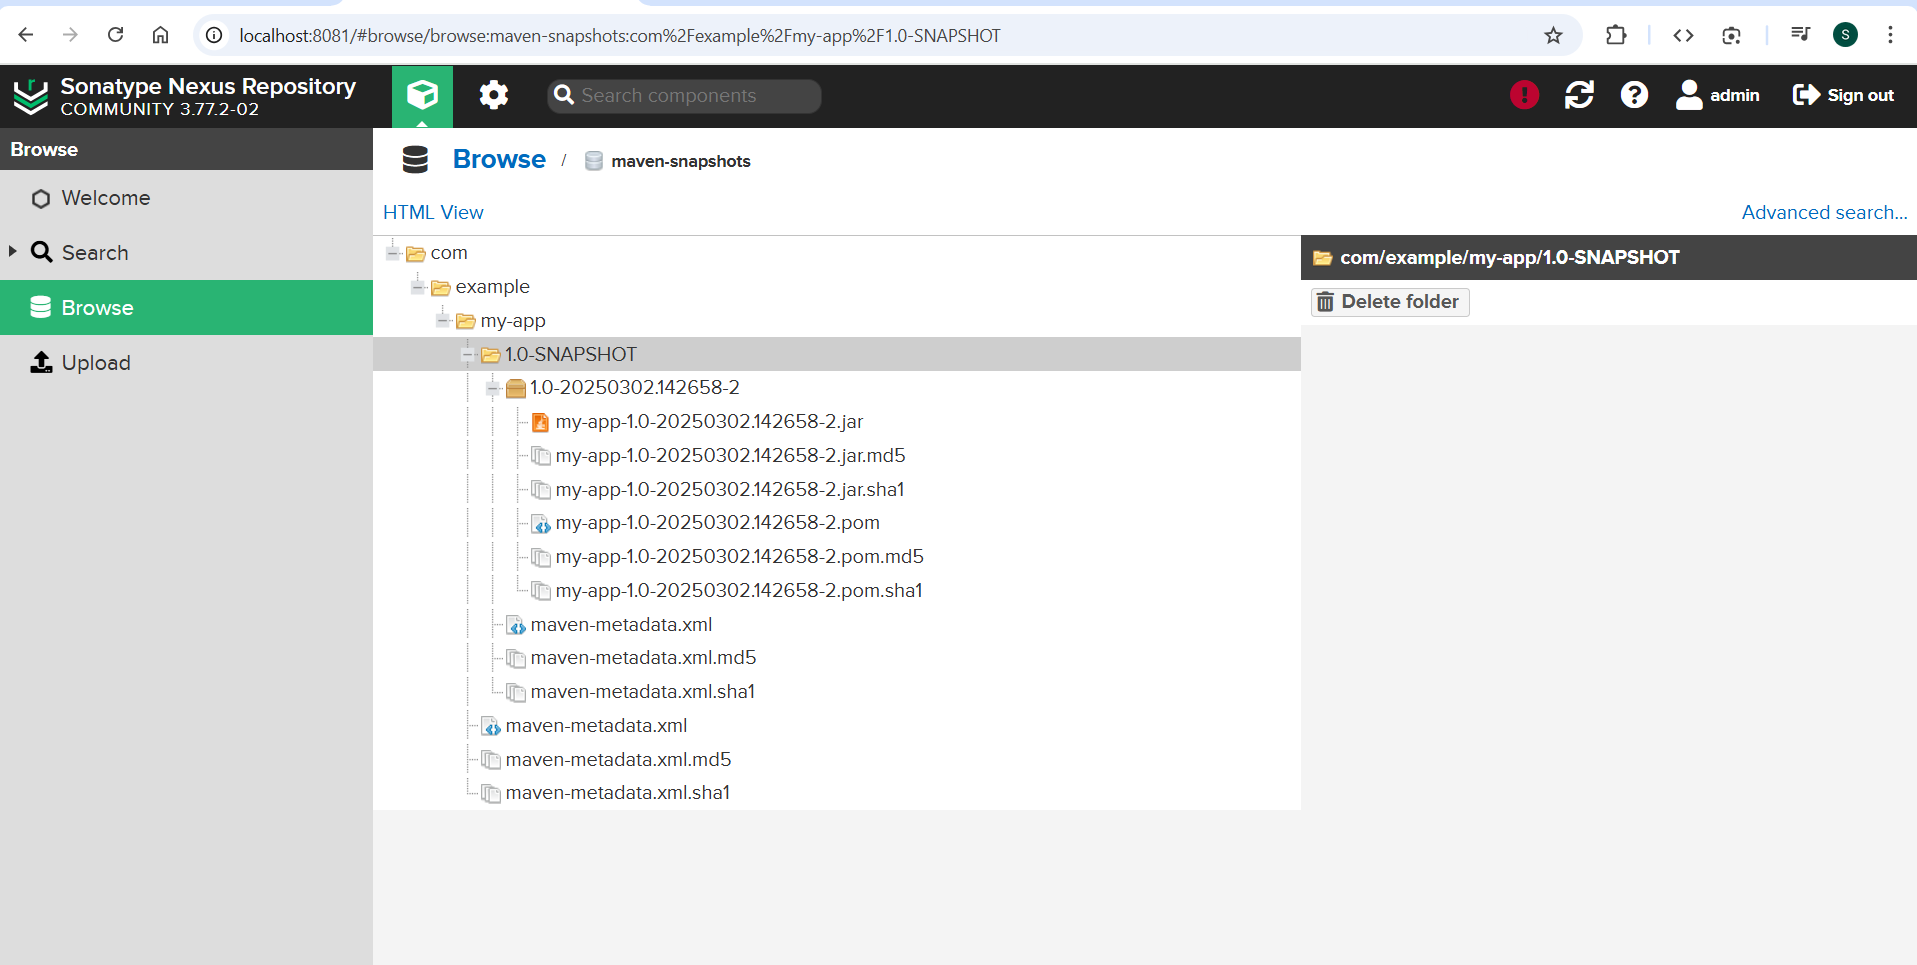 localhost:8081/#browse/browse:maven-snapshots:com%2Fexample%2Fmy-app%2F1.0-SNAPSHOT
S
Sonatype Nexus Repository
COMMUNITY 3.77.2-02
Search components
admin
Sign out
Browse
Welcome
Search
Browse
Upload
Browse / maven-snapshots
HTML View
Advanced search...
com
example
my-app
1.0-SNAPSHOT
1.0-20250302.142658-2
my-app-1.0-20250302.142658-2.jar
my-app-1.0-20250302.142658-2.jar.md5
my-app-1.0-20250302.142658-2.jar.sha1
my-app-1.0-20250302.142658-2.pom
my-app-1.0-20250302.142658-2.pom.md5
my-app-1.0-20250302.142658-2.pom.sha1
maven-metadata.xml
maven-metadata.xml.md5
maven-metadata.xml.sha1
maven-metadata.xml
maven-metadata.xml.md5
maven-metadata.xml.sha1
com/example/my-app/1.0-SNAPSHOT
Delete folder